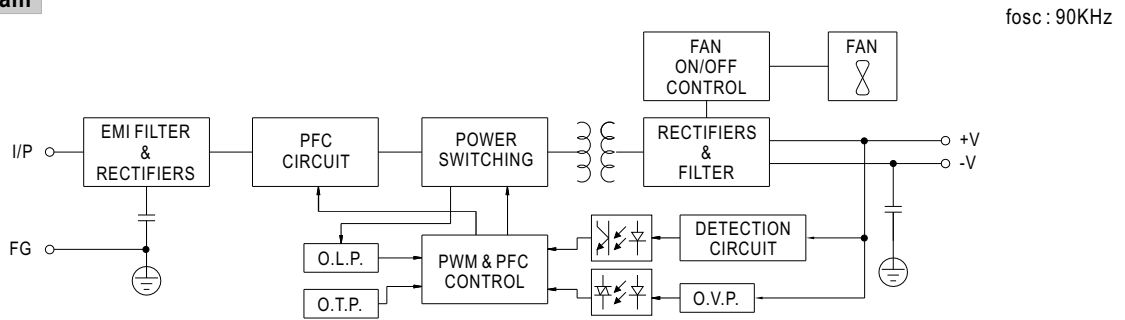 fosc : 90KHz
FAN
ON/OFF
CONTROL
FAN
I/P
EMI FILTER
&
RECTIFIERS
PFC
CIRCUIT
POWER
SWITCHING
RECTIFIERS
&
FILTER
+V
-V
FG
O.L.P.
O.T.P.
PWM & PFC
CONTROL
DETECTION
CIRCUIT
O.V.P.